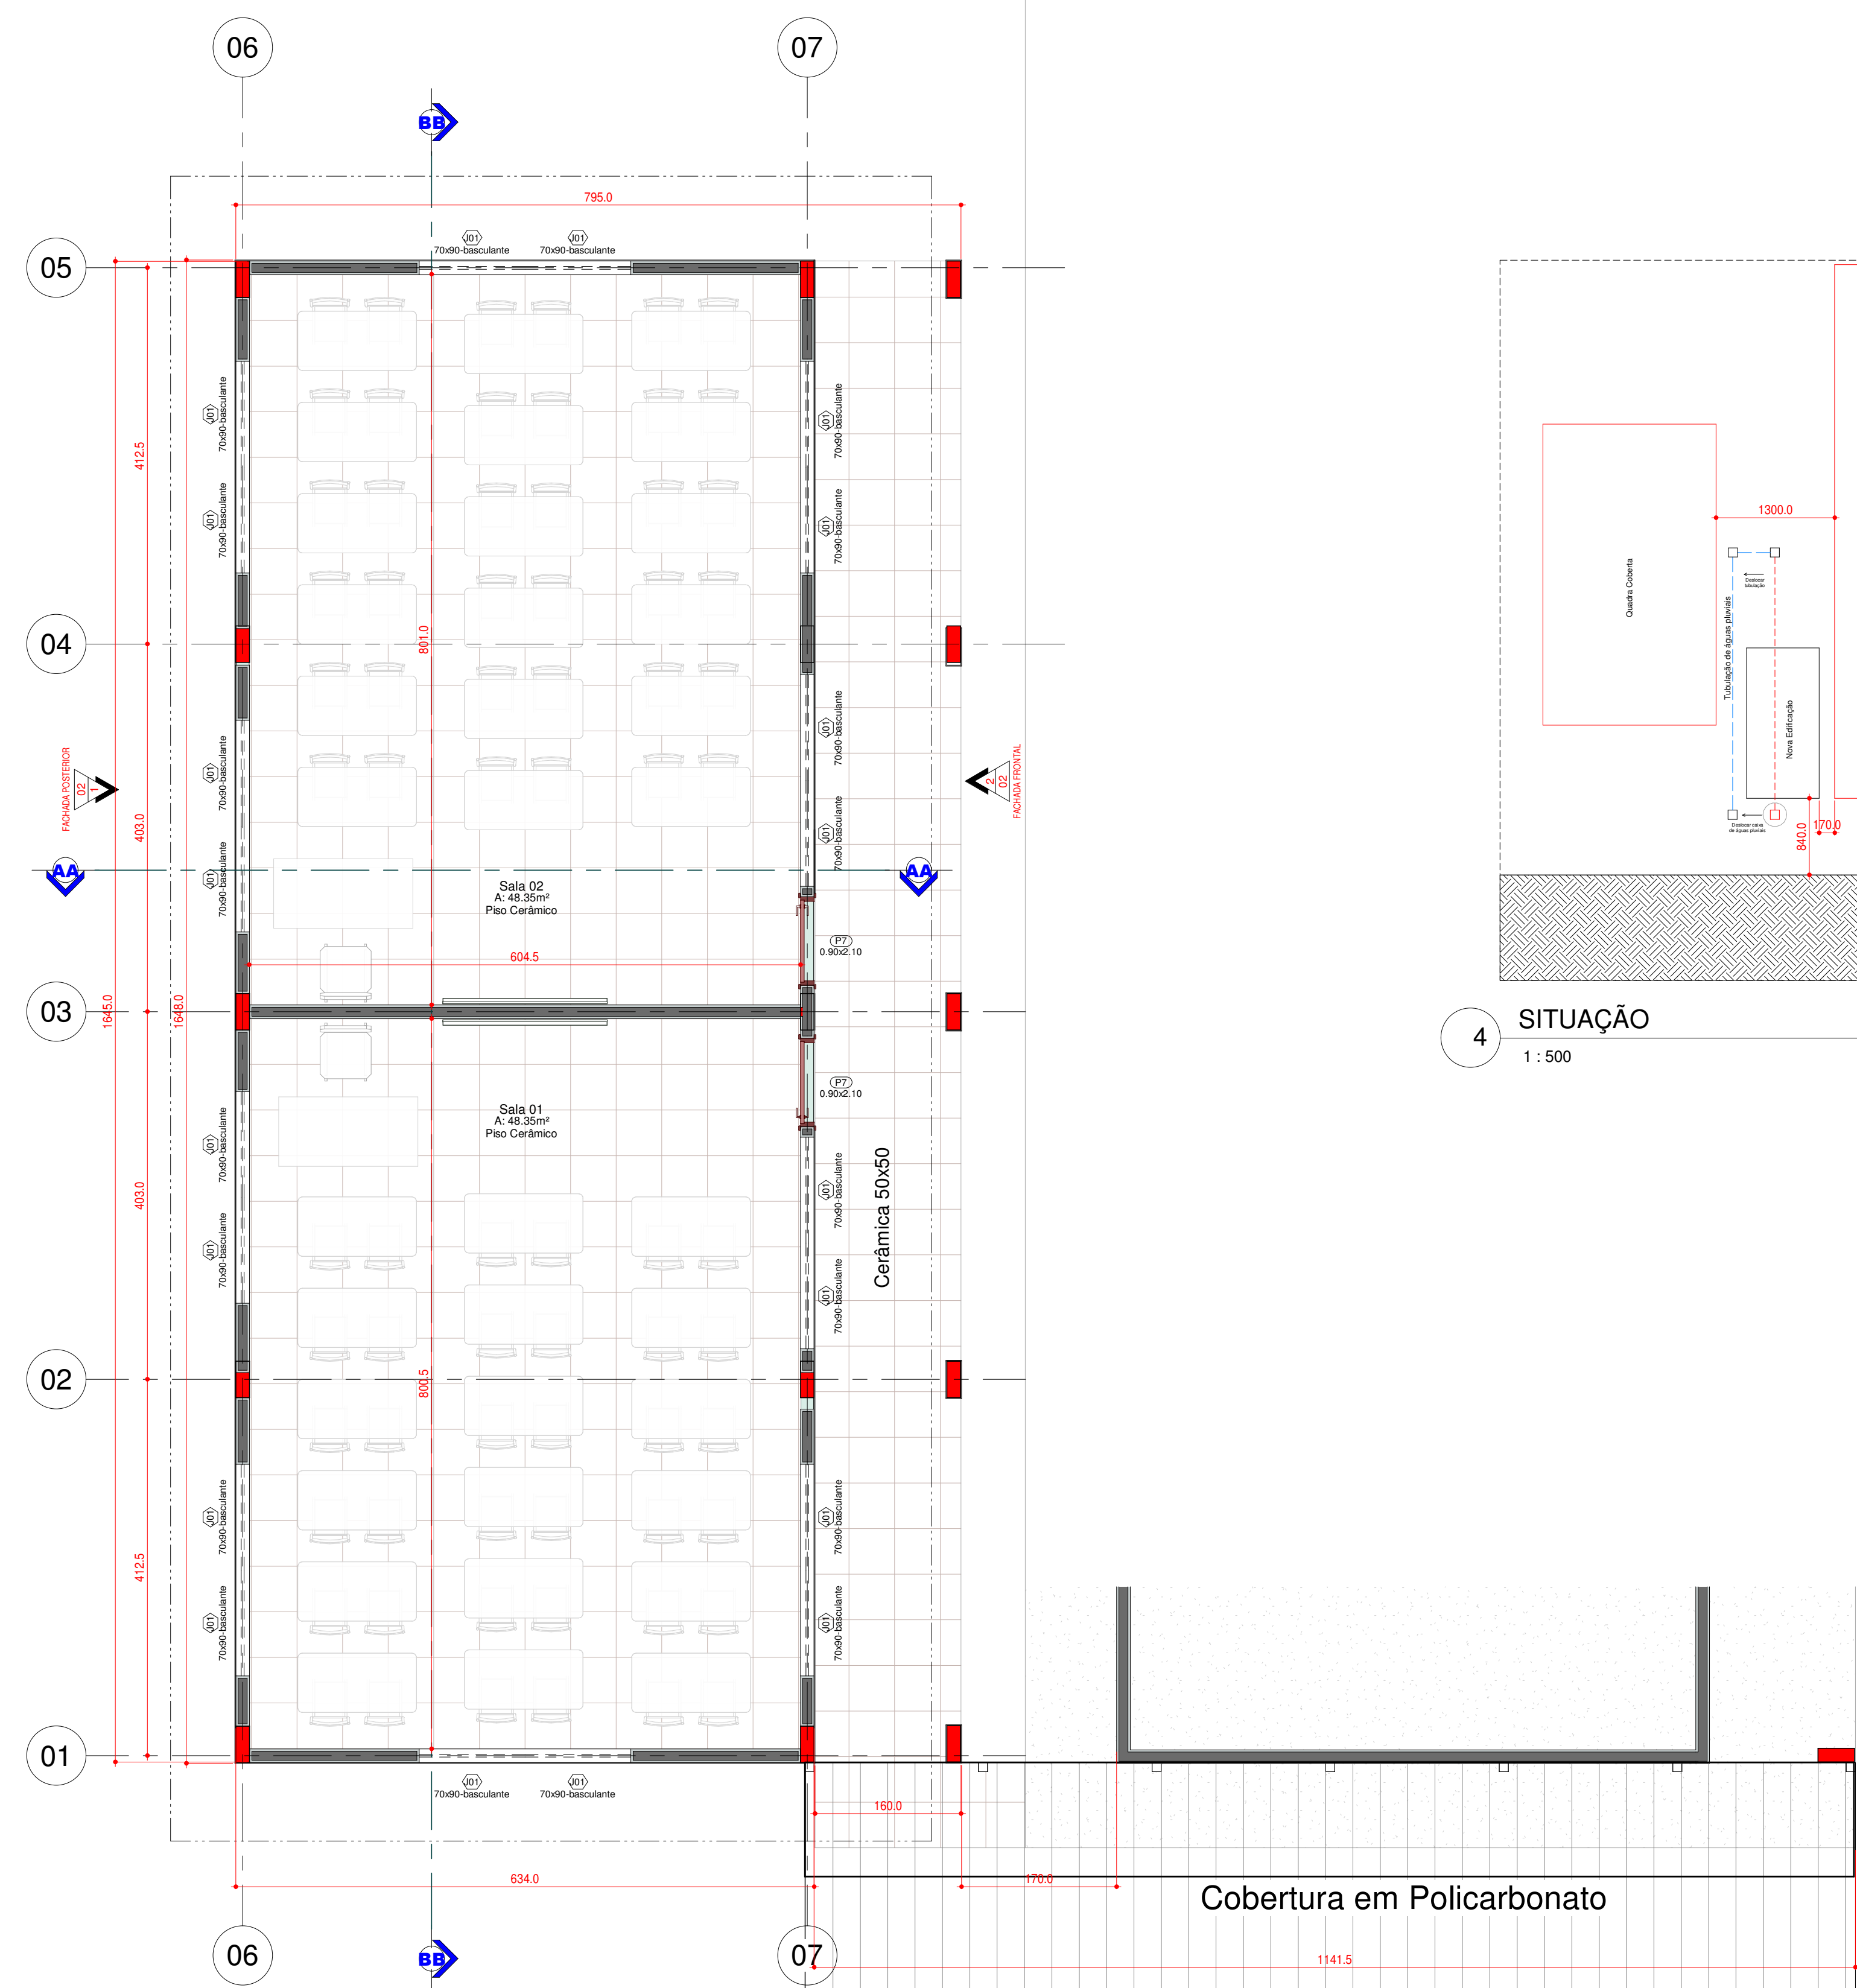 06
07
BB
795.0
J01
J01
70x90-basculante
70x90-basculante
05
J01
70x90-basculante
J01
70x90-basculante
J01
70x90-basculante
J01
70x90-basculante
412.5
1300.0
Quadra Coberta
Deslocar
tubulação
Tubulação de águas pluviais
Nova Edificação
04
801.0
J01
70x90-basculante
J01
70x90-basculante
FACHADA POSTERIOR
02
1
2
02
FACHADA FRONTAL
403.0
J01
70x90-basculante
J01
70x90-basculante
Deslocar caixa
de águas pluviais
840.0
170.0
AA
AA
Sala 02
A: 48.35m²
Piso Cerâmico
P7
0.90x2.10
604.5
03
1645.0
1648.0
4
SITUAÇÃO
1 : 500
P7
0.90x2.10
Sala 01
A: 48.35m²
Piso Cerâmico
J01
70x90-basculante
J01
70x90-basculante
403.0
J01
70x90-basculante
J01
70x90-basculante
Cerâmica 50x50
02
800.5
J01
70x90-basculante
J01
70x90-basculante
412.5
J01
70x90-basculante
J01
70x90-basculante
01
J01
J01
70x90-basculante
70x90-basculante
160.0
634.0
170.0
Cobertura em Policarbonato
06
BB
07
1141.5